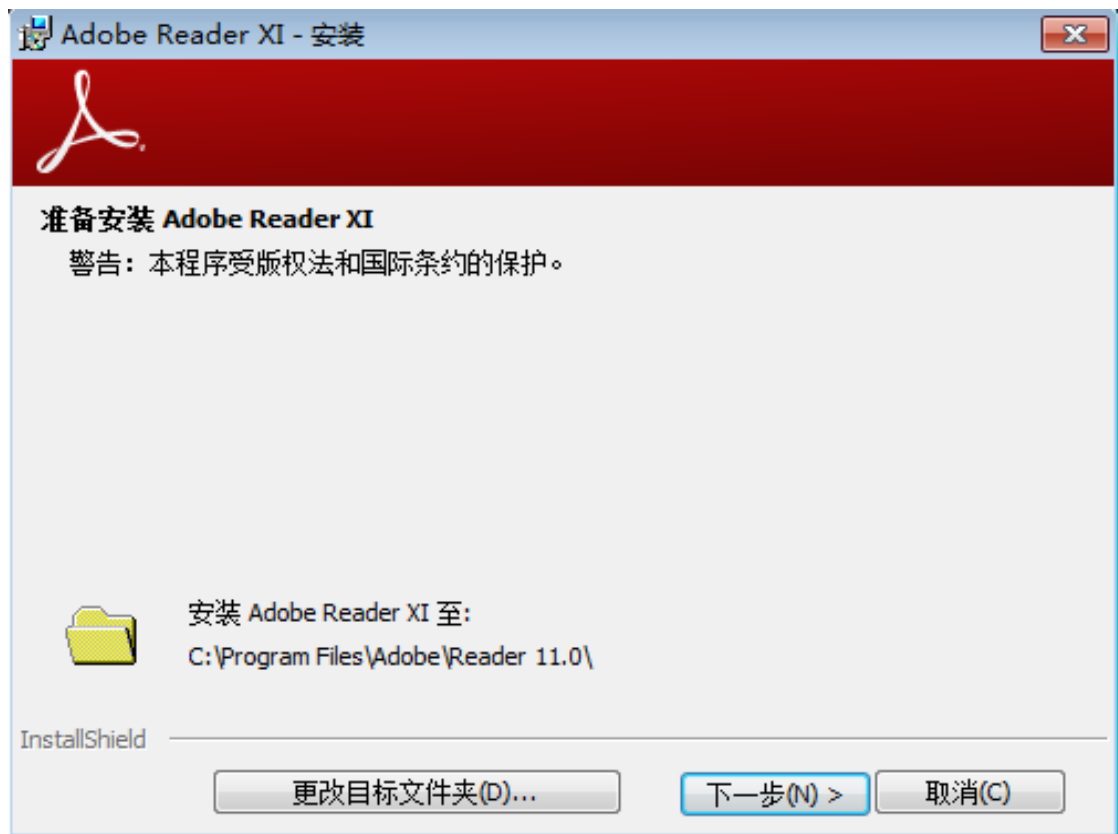 Adobe Reader XI - 安装
准备安装 Adobe Reader XI
警告：本程序受版权法和国际条约的保护。
安装 Adobe Reader XI 至:
C:\Program Files\Adobe\Reader 11.0\
InstallShield
更改目标文件夹(D)... 下一步(N) > 取消(C)